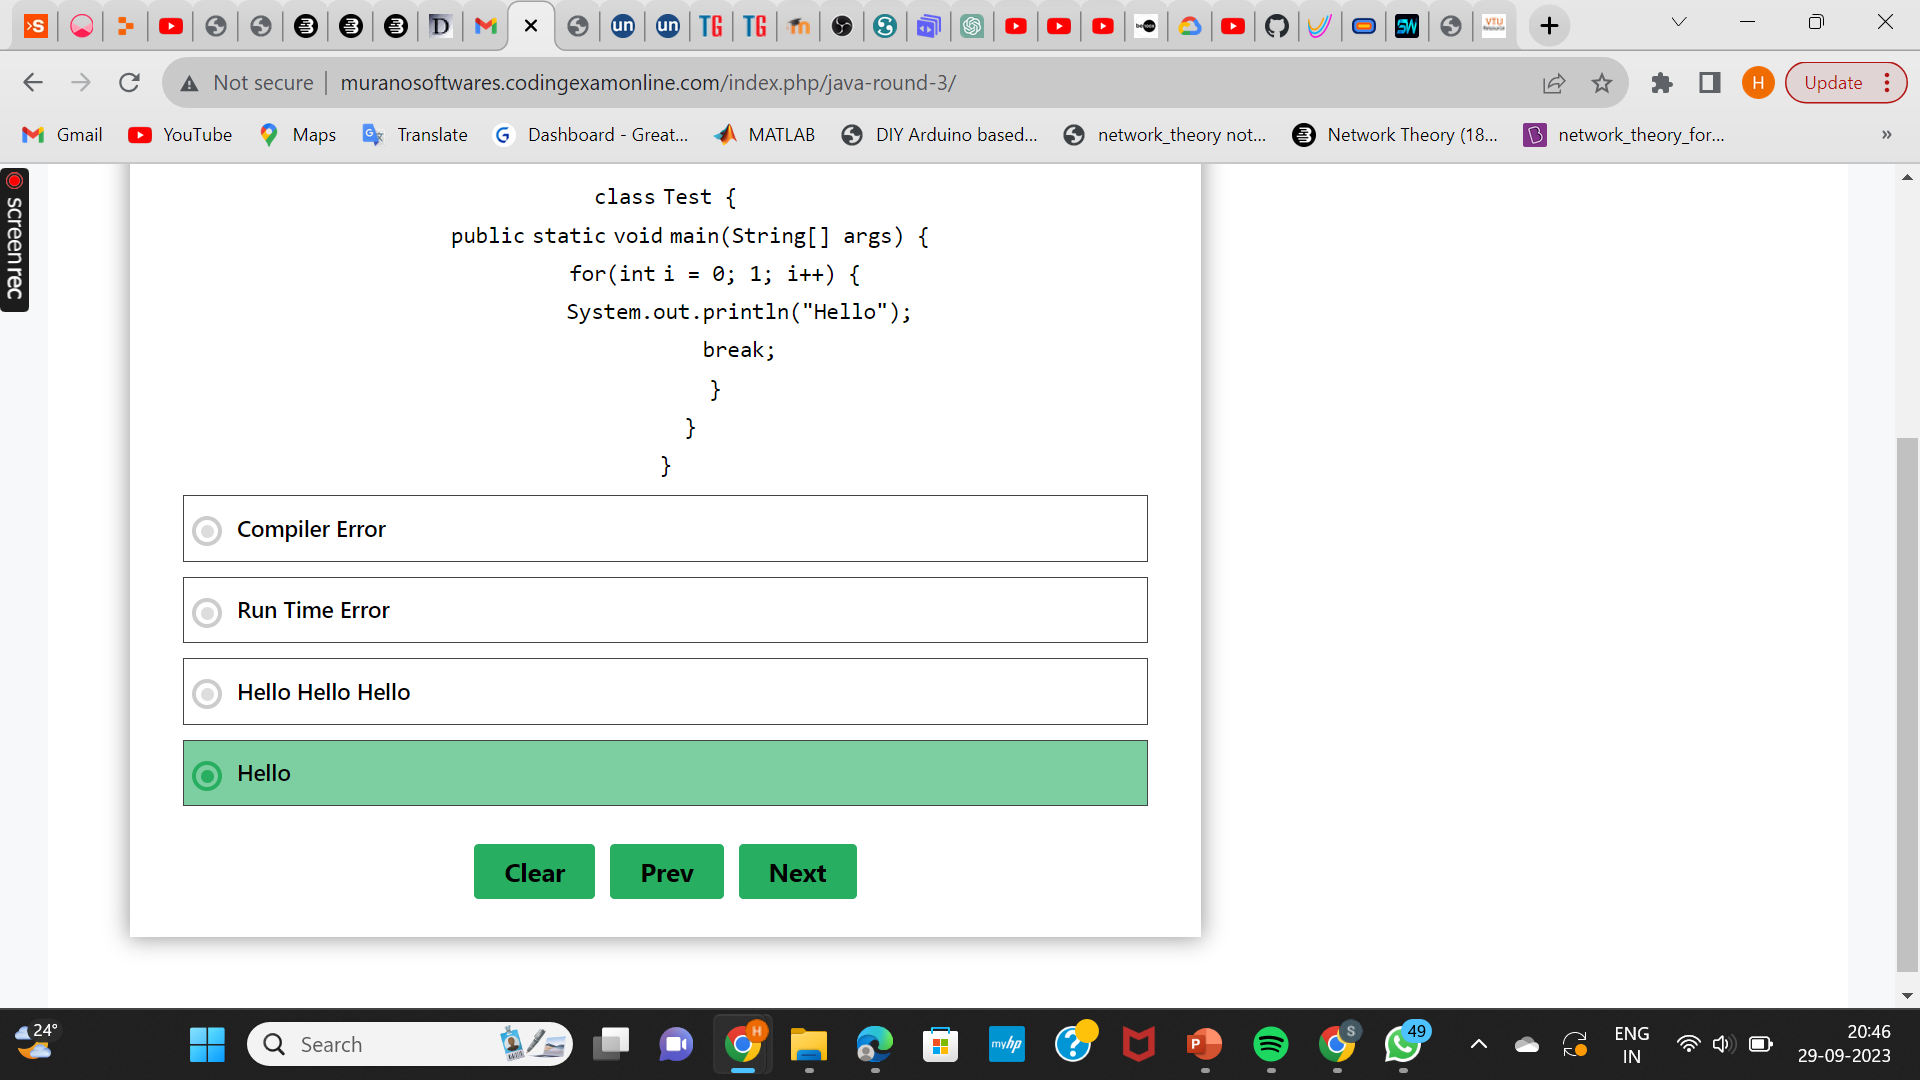 Not secure | muranosoftwares.codingexamonline.com/index.php/java-round-3/
H
Update
Gmail YouTube Maps Translate Dashboard - Great... MATLAB DIY Arduino based... network_theory not... Network Theory (18... network_theory_for... »
screenrec
class Test {
public static void main(String[] args) {
for(int i = 0; 1; i++) {
System.out.println("Hello");
break;
}
}
}
Compiler Error
Run Time Error
Hello Hello Hello
Hello
Clear Prev Next
24°
Search
H
myhp
P
S
49
ENG
IN
20:46
29-09-2023